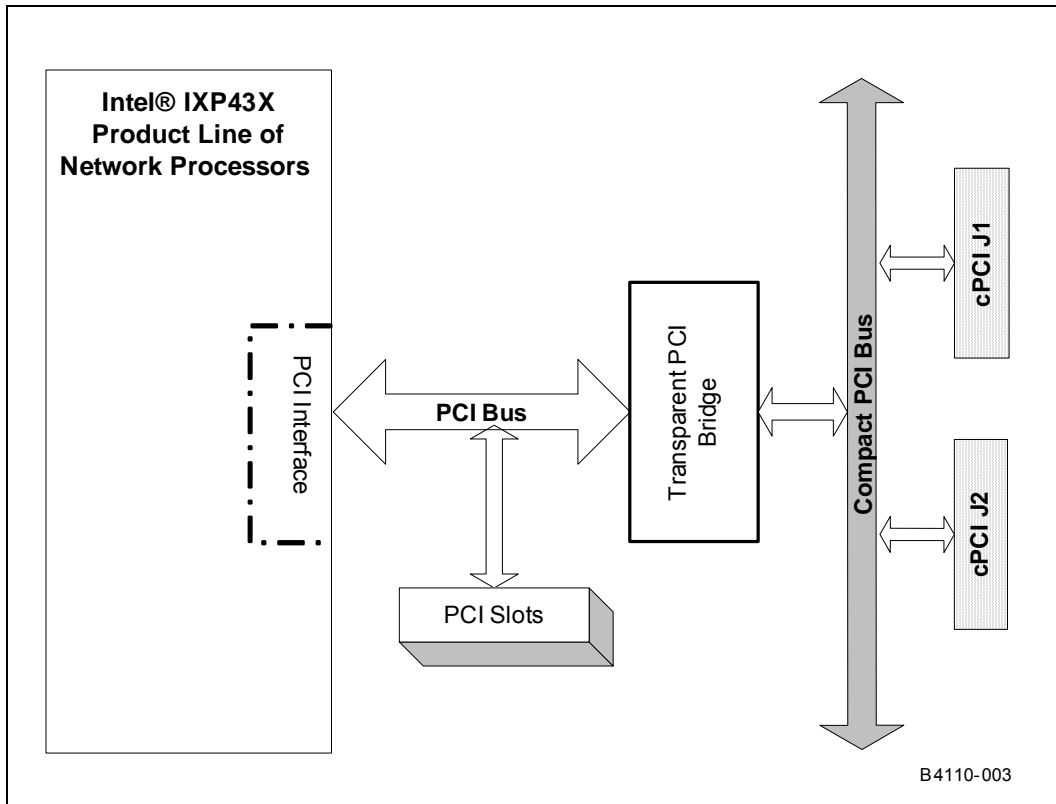 Intel® IXP43X
Product Line of
Network Processors
PCI Interface
PCI Bus
PCI Slots
Transparent PCI
Bridge
Compact PCI Bus
cPCI J1
cPCI J2
B4110-003